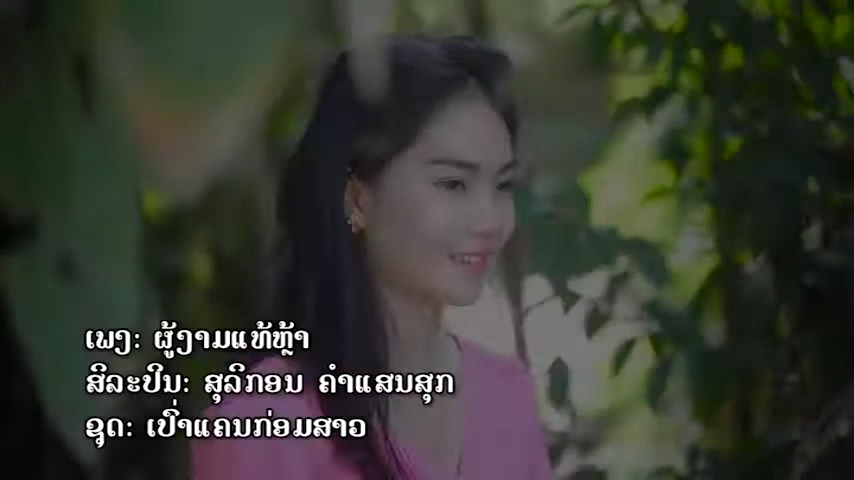 ເພງ: ຜູ້ງາມແທ້ຫຼ້າ
ສິລະປິນ: ສຸລິກອນ ຄຳແສນສຸກ
ຊຸດ: ເປົ່າແຄນກ່ອມສາວ